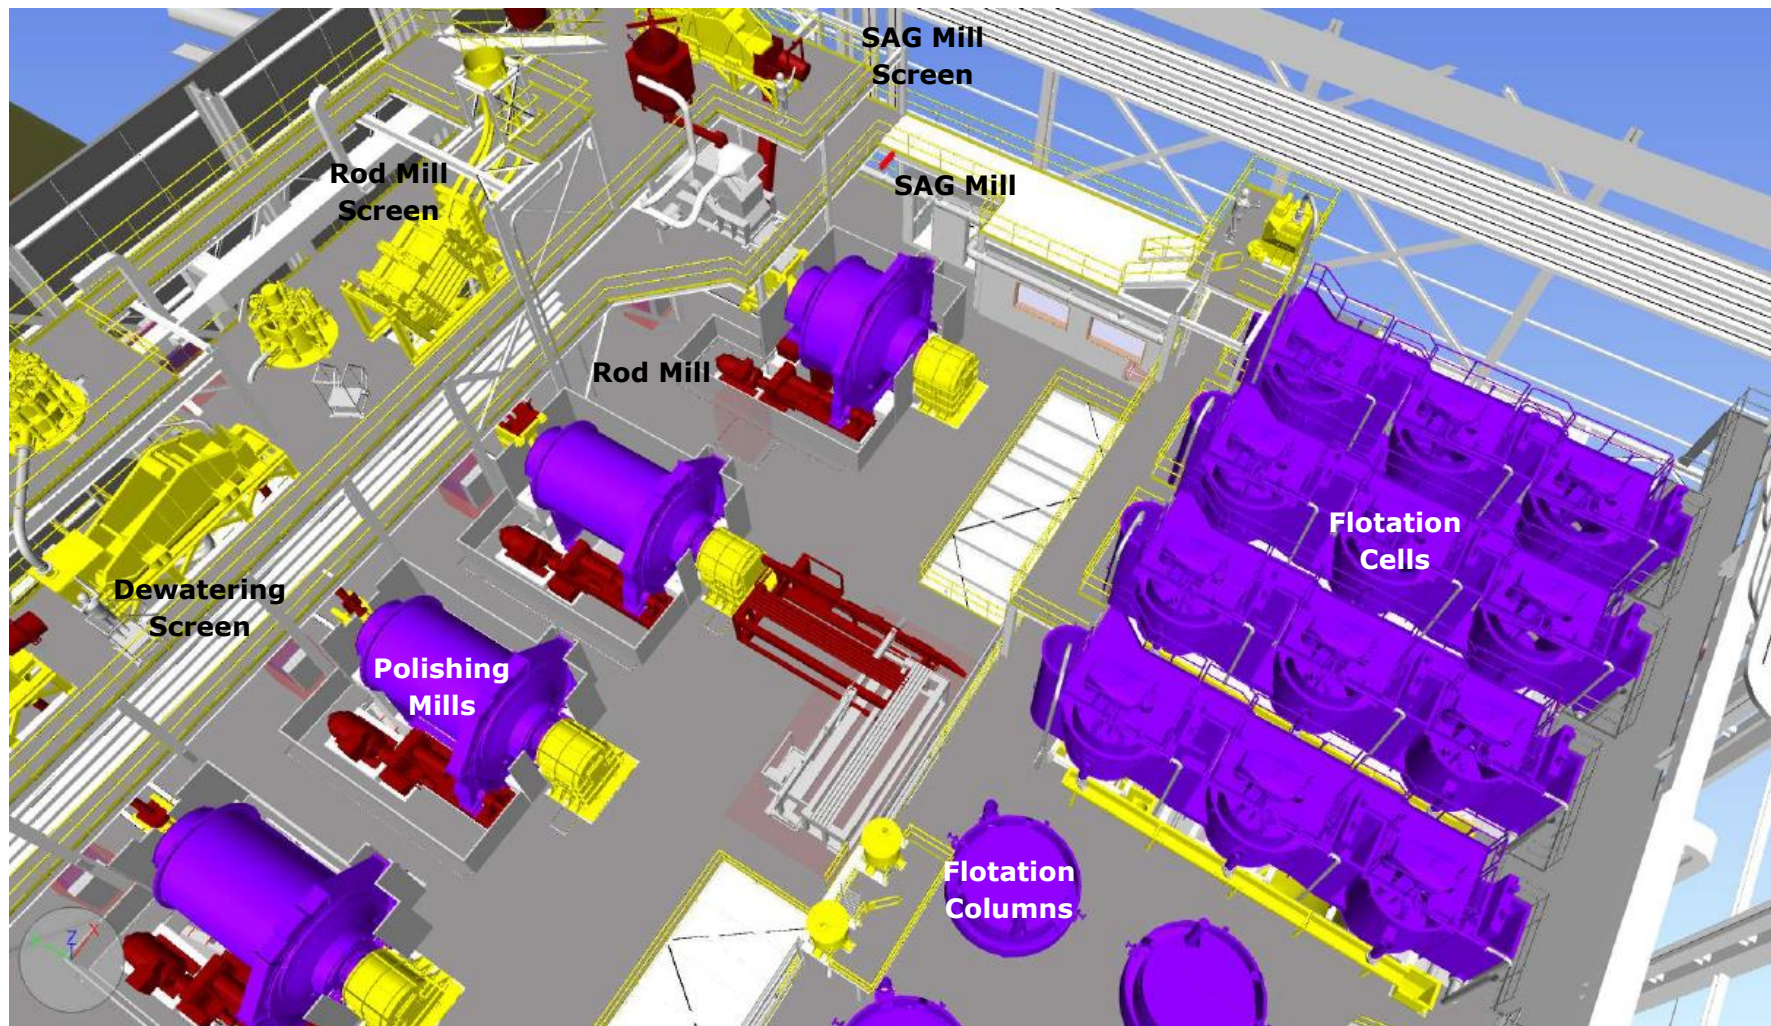 SAG Mill
Screen
Rod Mill
Screen
SAG Mill
Rod Mill
Flotation
Cells
Dewatering
Screen
Polishing
Mills
Flotation
Columns
Z
X